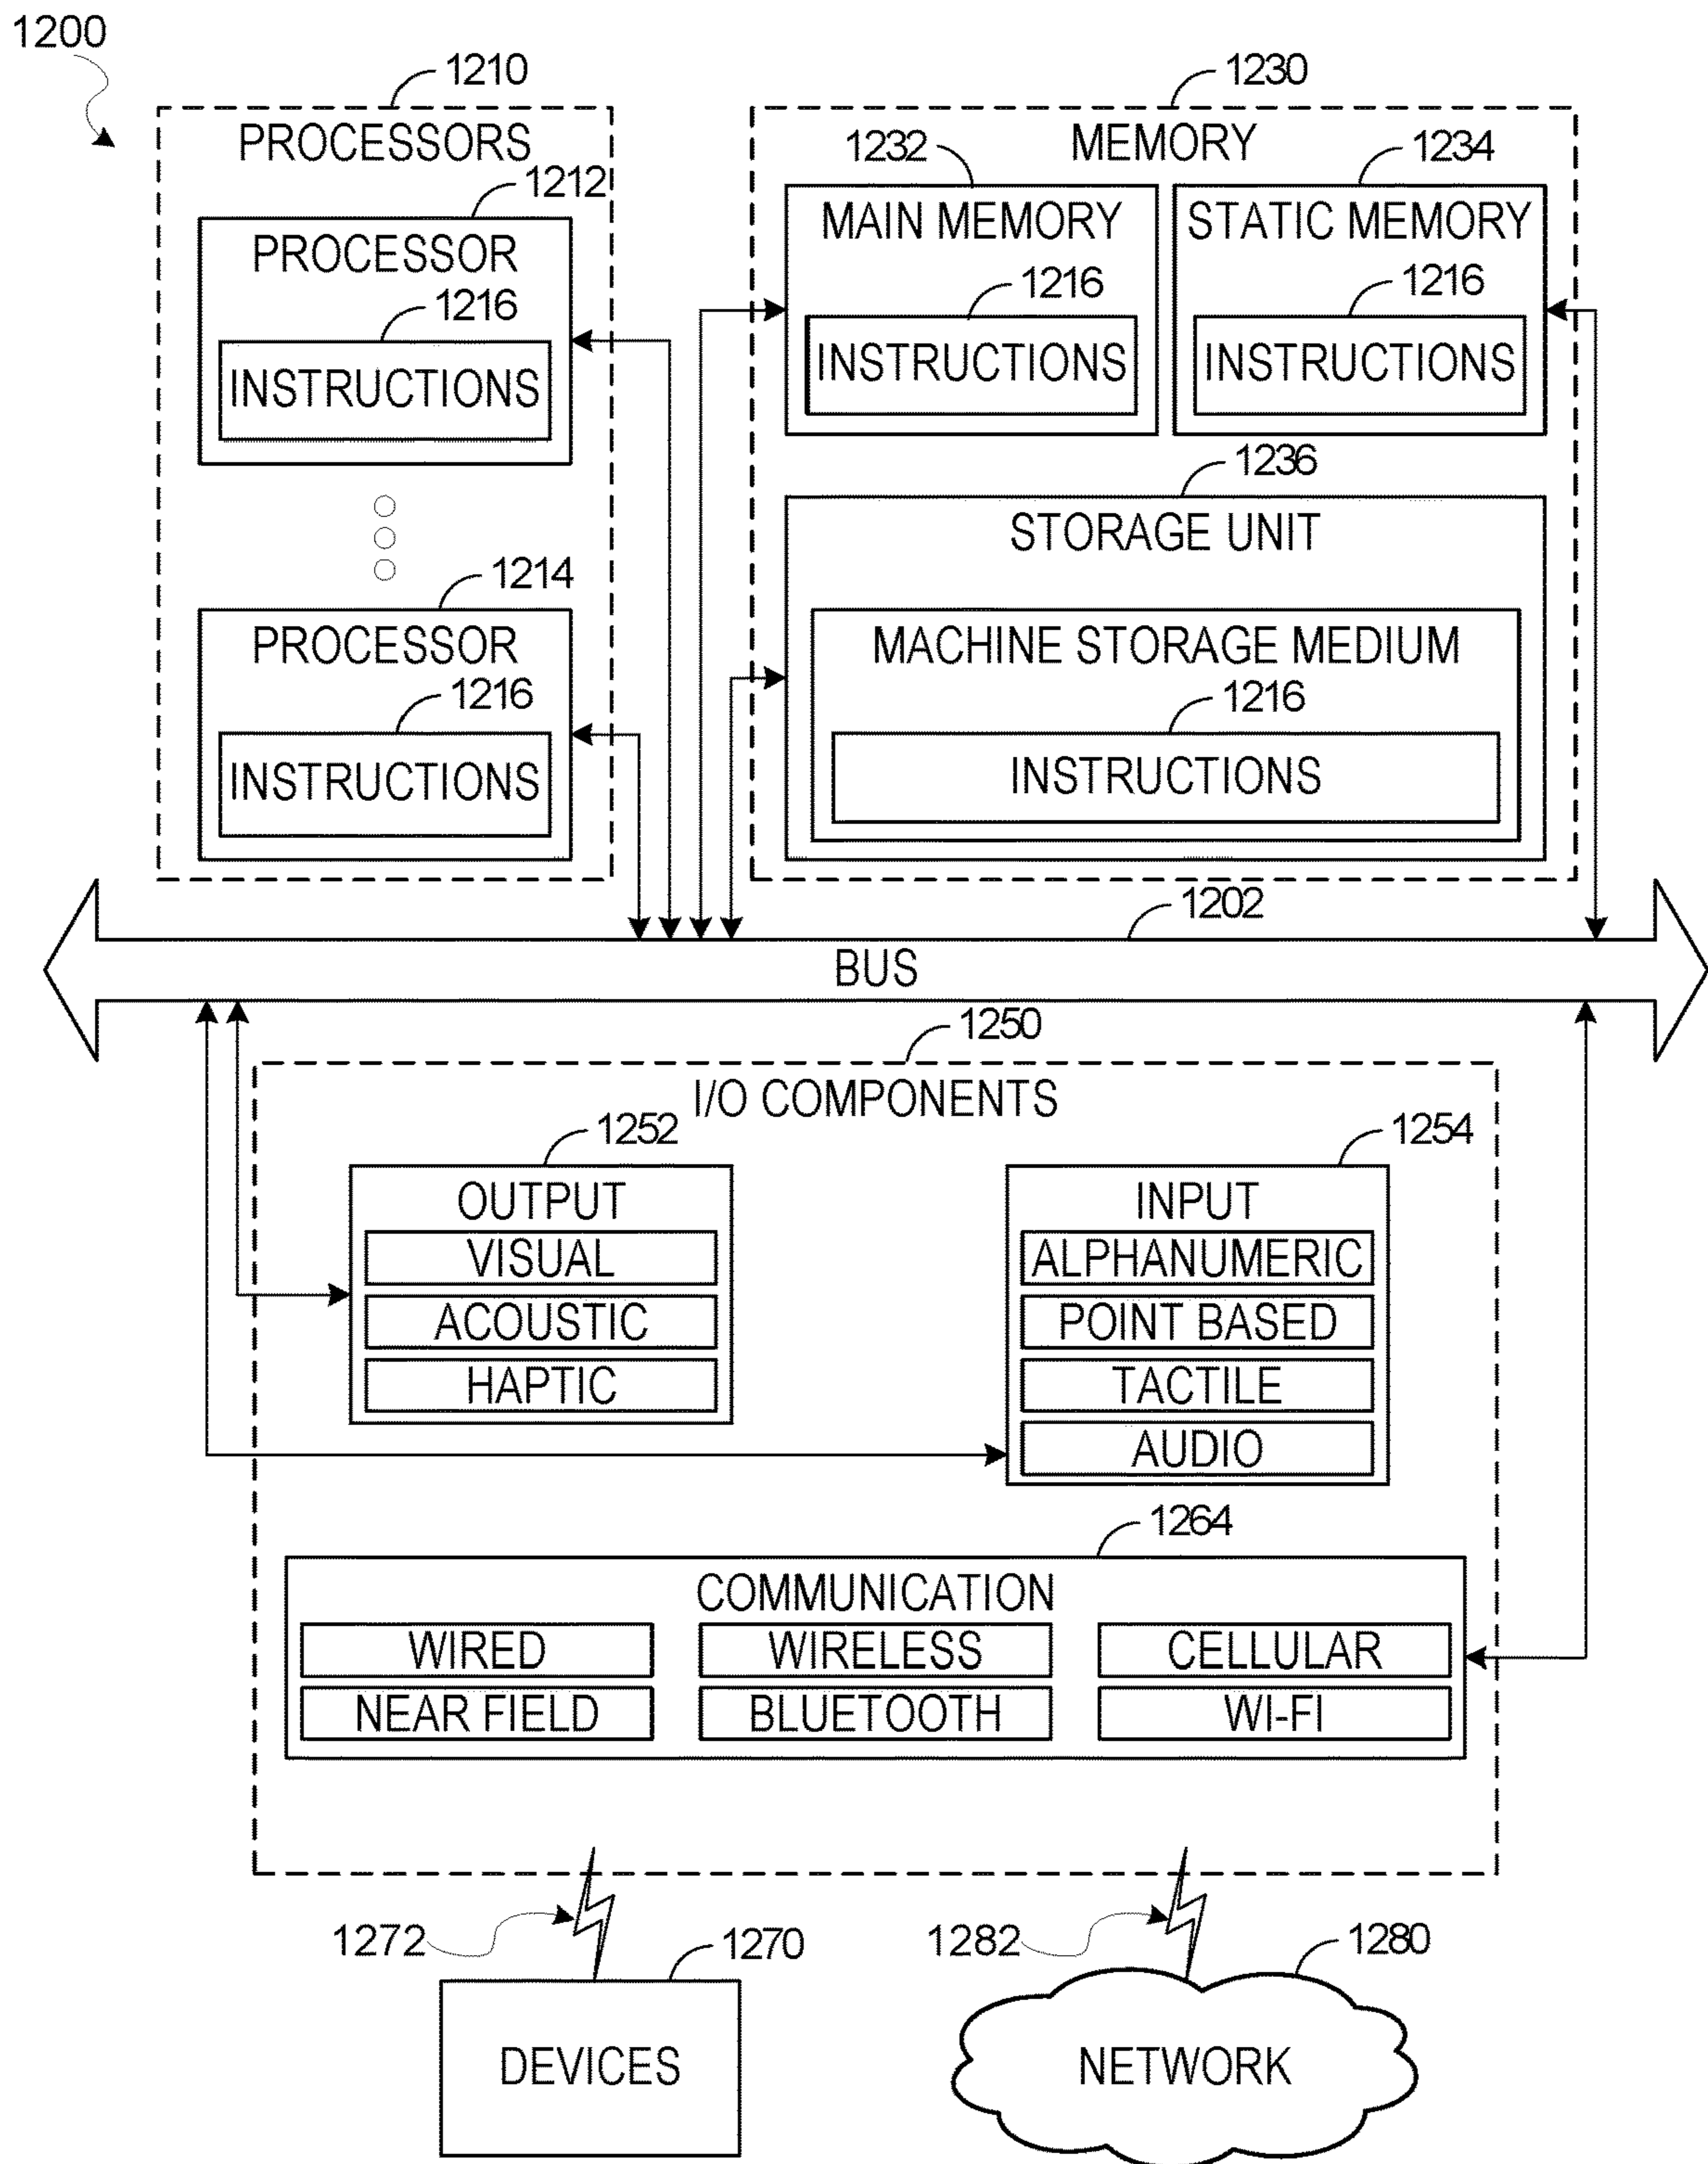 1200
1210
PROCESSORS
1212
PROCESSOR
1216
INSTRUCTIONS
1214
PROCESSOR
1216
INSTRUCTIONS
1230
MEMORY
1232
MAIN MEMORY
1216
INSTRUCTIONS
1234
STATIC MEMORY
1216
INSTRUCTIONS
1236
STORAGE UNIT
MACHINE STORAGE MEDIUM
1216
INSTRUCTIONS
1202
BUS
1250
I/O COMPONENTS
1252
OUTPUT
VISUAL
ACOUSTIC
HAPTIC
1254
INPUT
ALPHANUMERIC
POINT BASED
TACTILE
AUDIO
1264
COMMUNICATION
WIRED
WIRELESS
CELLULAR
NEAR FIELD
BLUETOOTH
WI-FI
1272
1270
DEVICES
1282
1280
NETWORK